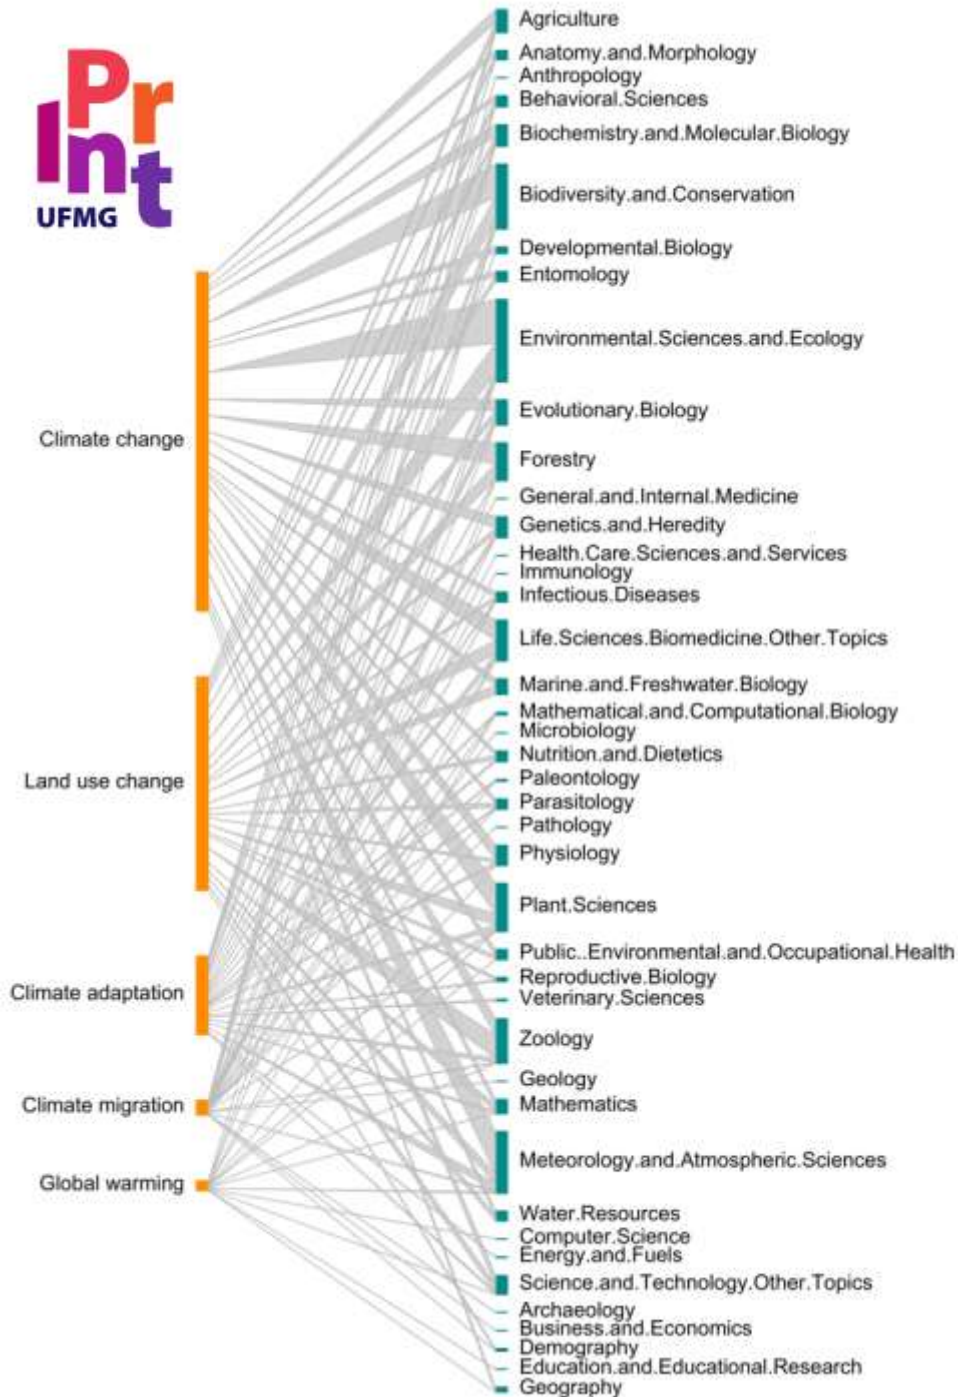 Print
UFMG
Climate change
Land use change
Climate adaptation
Climate migration
Global warming
Agriculture
Anatomy.and.Morphology
Anthropology
Behavioral.Sciences
Biochemistry.and.Molecular.Biology
Biodiversity.and.Conservation
Developmental.Biology
Entomology
Environmental.Sciences.and.Ecology
Evolutionary.Biology
Forestry
General.and.Internal.Medicine
Genetics.and.Heredity
Health.Care.Sciences.and.Services
Immunology
Infectious.Diseases
Life.Sciences.Biomedicine.Other.Topics
Marine.and.Freshwater.Biology
Mathematical.and.Computational.Biology
Microbiology
Nutrition.and.Dietetics
Paleontology
Parasitology
Pathology
Physiology
Plant.Sciences
Public..Environmental.and.Occupational.Health
Reproductive.Biology
Veterinary.Sciences
Zoology
Geology
Mathematics
Meteorology.and.Atmospheric.Sciences
Water.Resources
Computer.Science
Energy.and.Fuels
Science.and.Technology.Other.Topics
Archaeology
Business.and.Economics
Demography
Education.and.Educational.Research
Geography